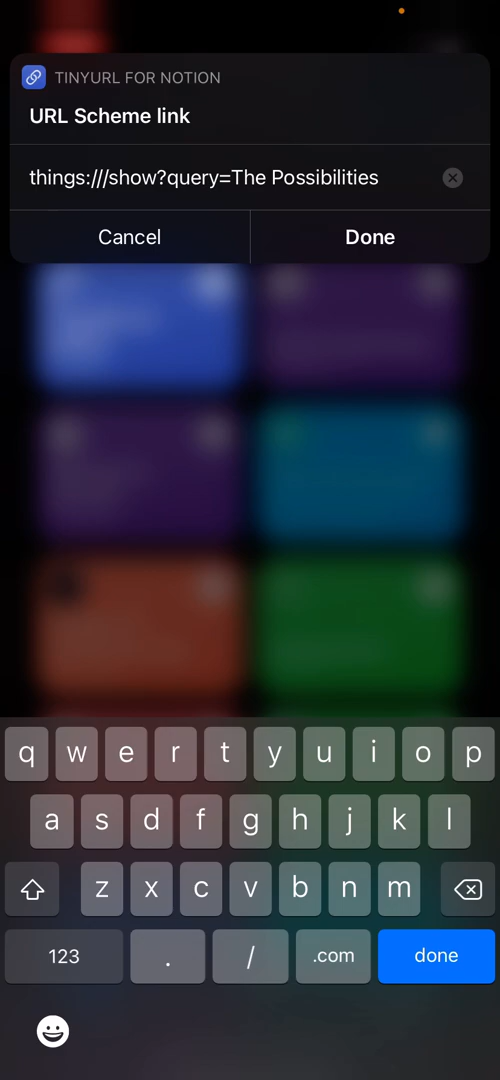 TINYURL FOR NOTION
URL Scheme link
things:///show?query=The Possibilities
Cancel
Done
q w e r t y u i o p
a s d f g h j k l
z x c v b n m
123 . / .com done